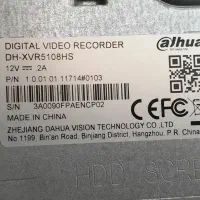 DIGITAL VIDEO RECORDER
alhua
DH-XVR5108HS
12V ⎓ 2A
P/N: 1.0.01.01.11714#0103
S/N: 3A0090FPAENCP02
MADE IN CHINA
ZHEJIANG DAHUA VISION TECHNOLOGY CO., LTD
No.1199 Bin'an Road, Binjiang District, Hangzhou, P.R. China